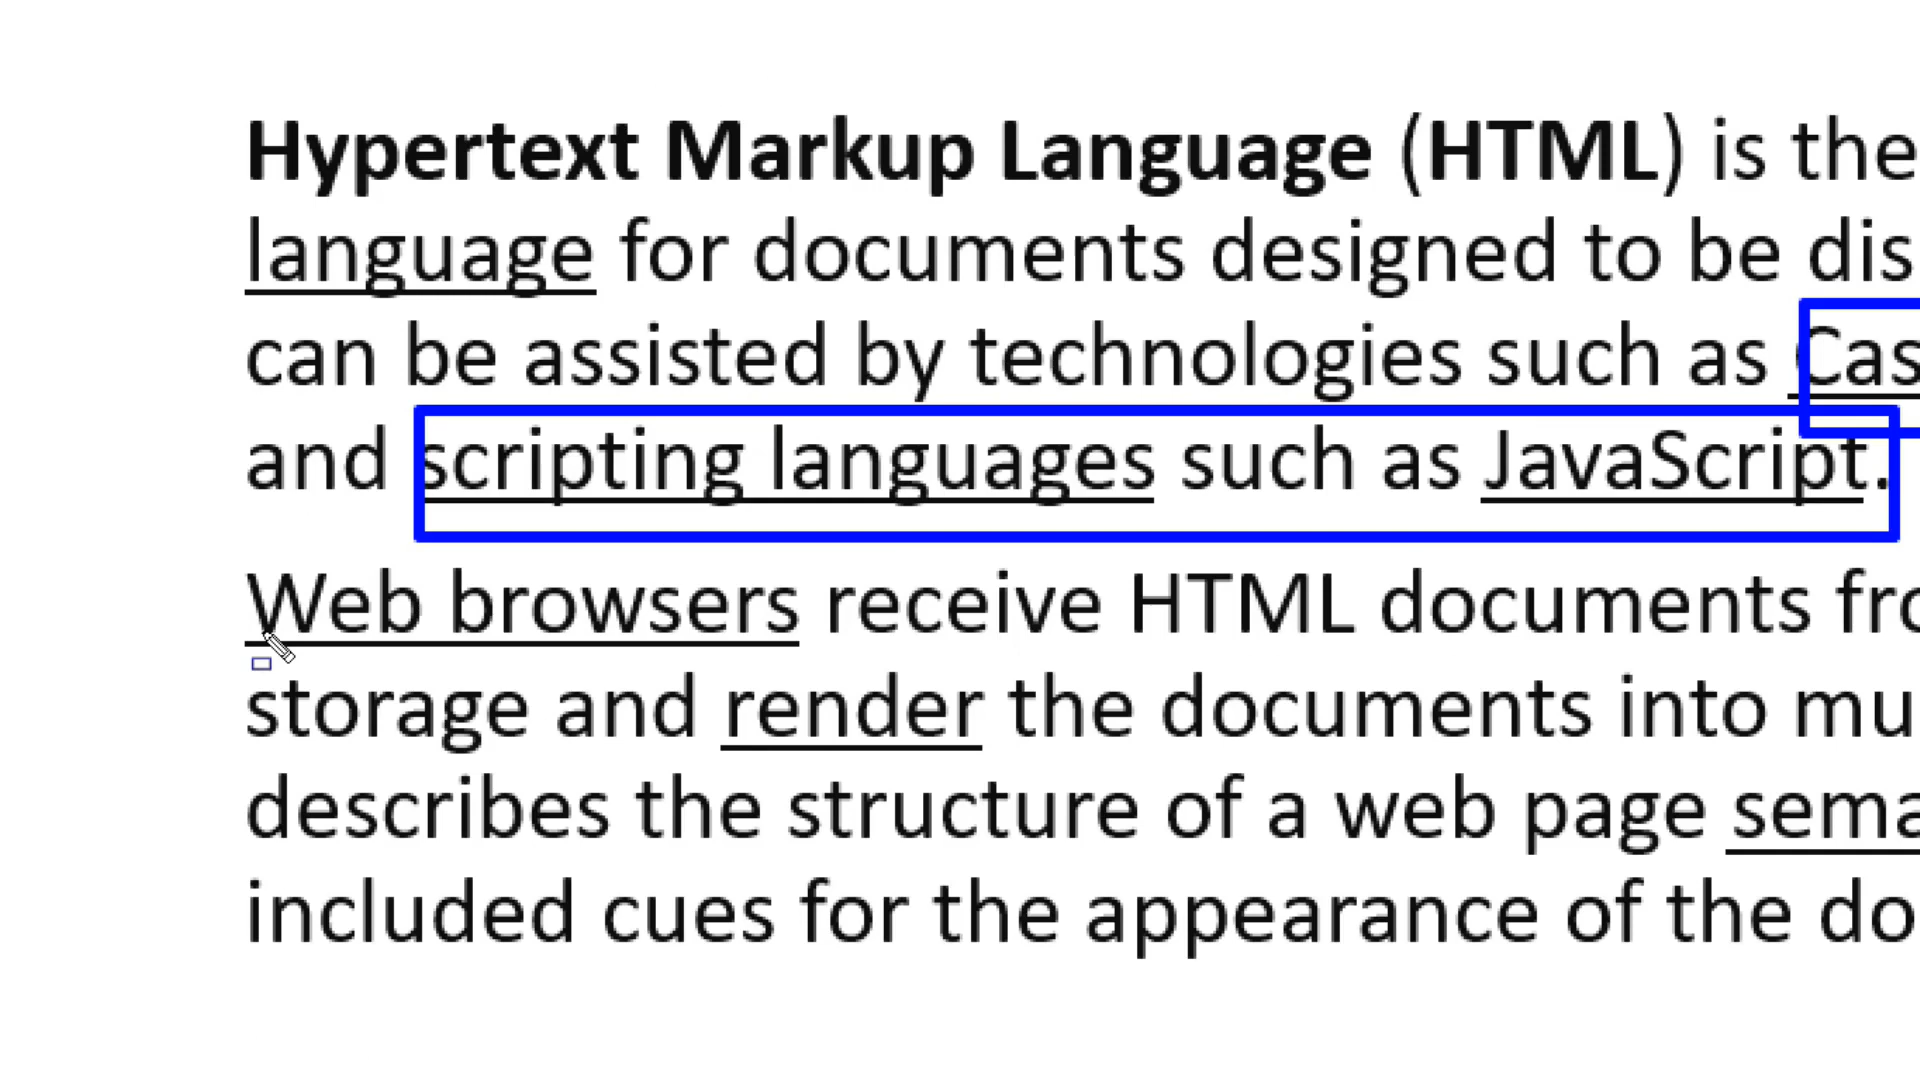 Hypertext Markup Language (HTML) is the
language for documents designed to be dis
can be assisted by technologies such as Cas
and scripting languages such as JavaScript.
Web browsers receive HTML documents fro
storage and render the documents into mu
describes the structure of a web page sema
included cues for the appearance of the do